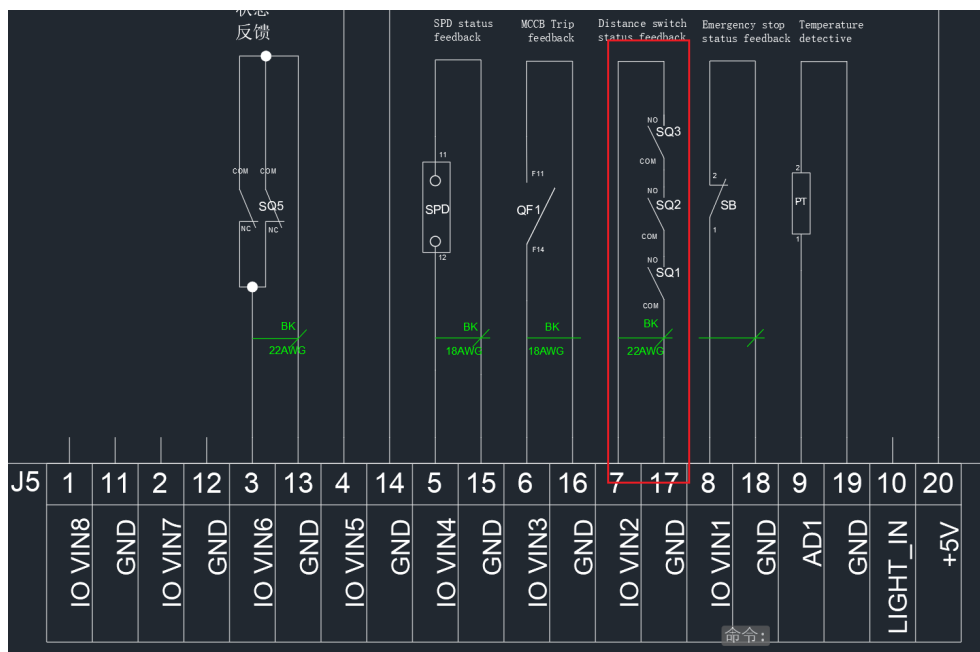 状态
反馈
SPD status
feedback
MCCB Trip
feedback
Distance switch
status feedback
Emergency stop
status feedback
Temperature
detective
COM
COM
SQ5
NC
NC
BK
22AWG
11
SPD
12
BK
18AWG
F11
QF1
F14
BK
18AWG
NO
SQ3
COM
NO
SQ2
COM
NO
SQ1
COM
BK
22AWG
2
SB
1
2
PT
1
J5 1 11 2 12 3 13 4 14 5 15 6 16 7 17 8 18 9 19 10 20
IO VIN8
GND
IO VIN7
GND
IO VIN6
GND
IO VIN5
GND
IO VIN4
GND
IO VIN3
GND
IO VIN2
GND
IO VIN1
GND
AD1
GND
LIGHT_IN
+5V
命令: